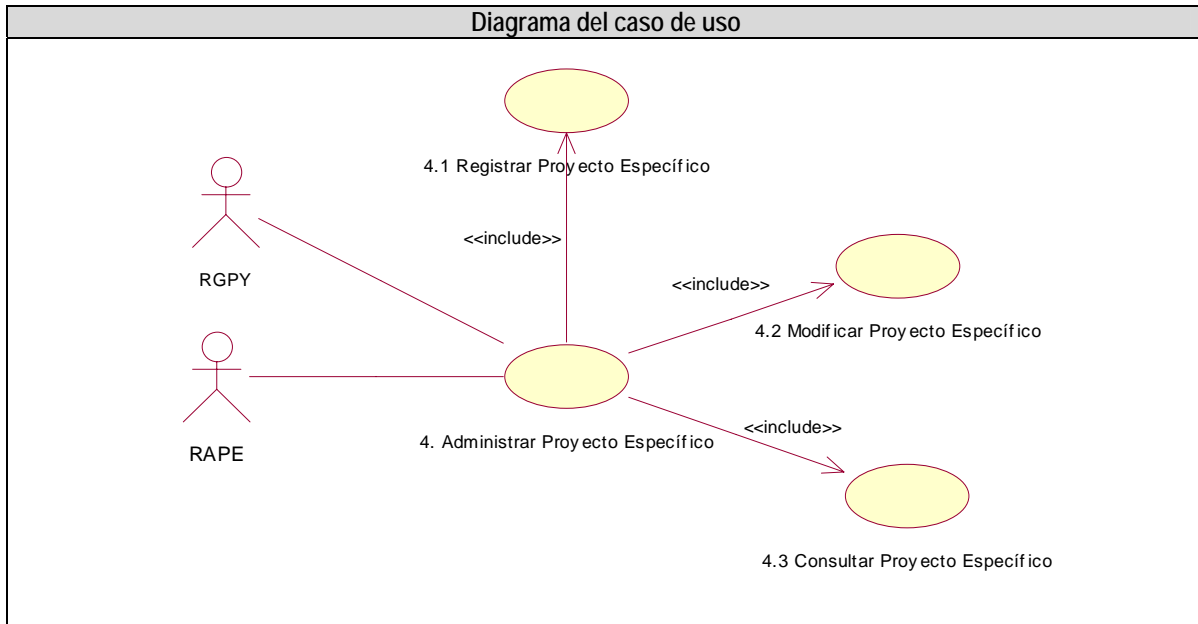 Diagrama del caso de uso
4.1 Registrar Proyecto Específico
<<include>>
RGPY
<<include>>
4.2 Modificar Proyecto Específico
RAPE
4. Administrar Proyecto Específico
<<include>>
4.3 Consultar Proyecto Específico